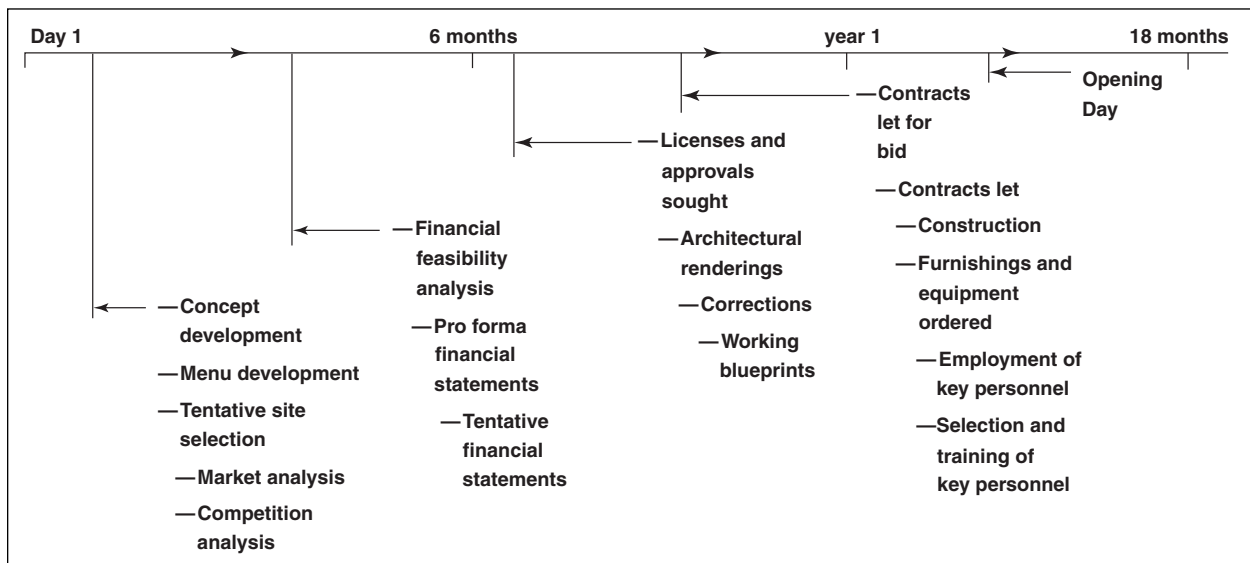 Day 1
6 months
year 1
18 months
— Concept
development
— Menu development
— Tentative site
selection
— Market analysis
— Competition
analysis
— Financial
feasibility
analysis
— Pro forma
financial
statements
— Tentative
financial
statements
— Licenses and
approvals
sought
— Architectural
renderings
— Corrections
— Working
blueprints
— Contracts
let for
bid
— Contracts let
— Construction
— Furnishings and
equipment
ordered
— Employment of
key personnel
— Selection and
training of
key personnel
Opening
Day